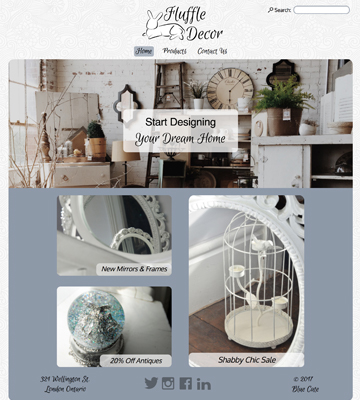 Fluffle
Decor
Search:
Home Products Contact Us
Start Designing
Your Dream Home
New Mirrors & Frames
20% Off Antiques
Shabby Chic Sale
321 Wellington St.
London Ontario
© 2017
Blue Cute